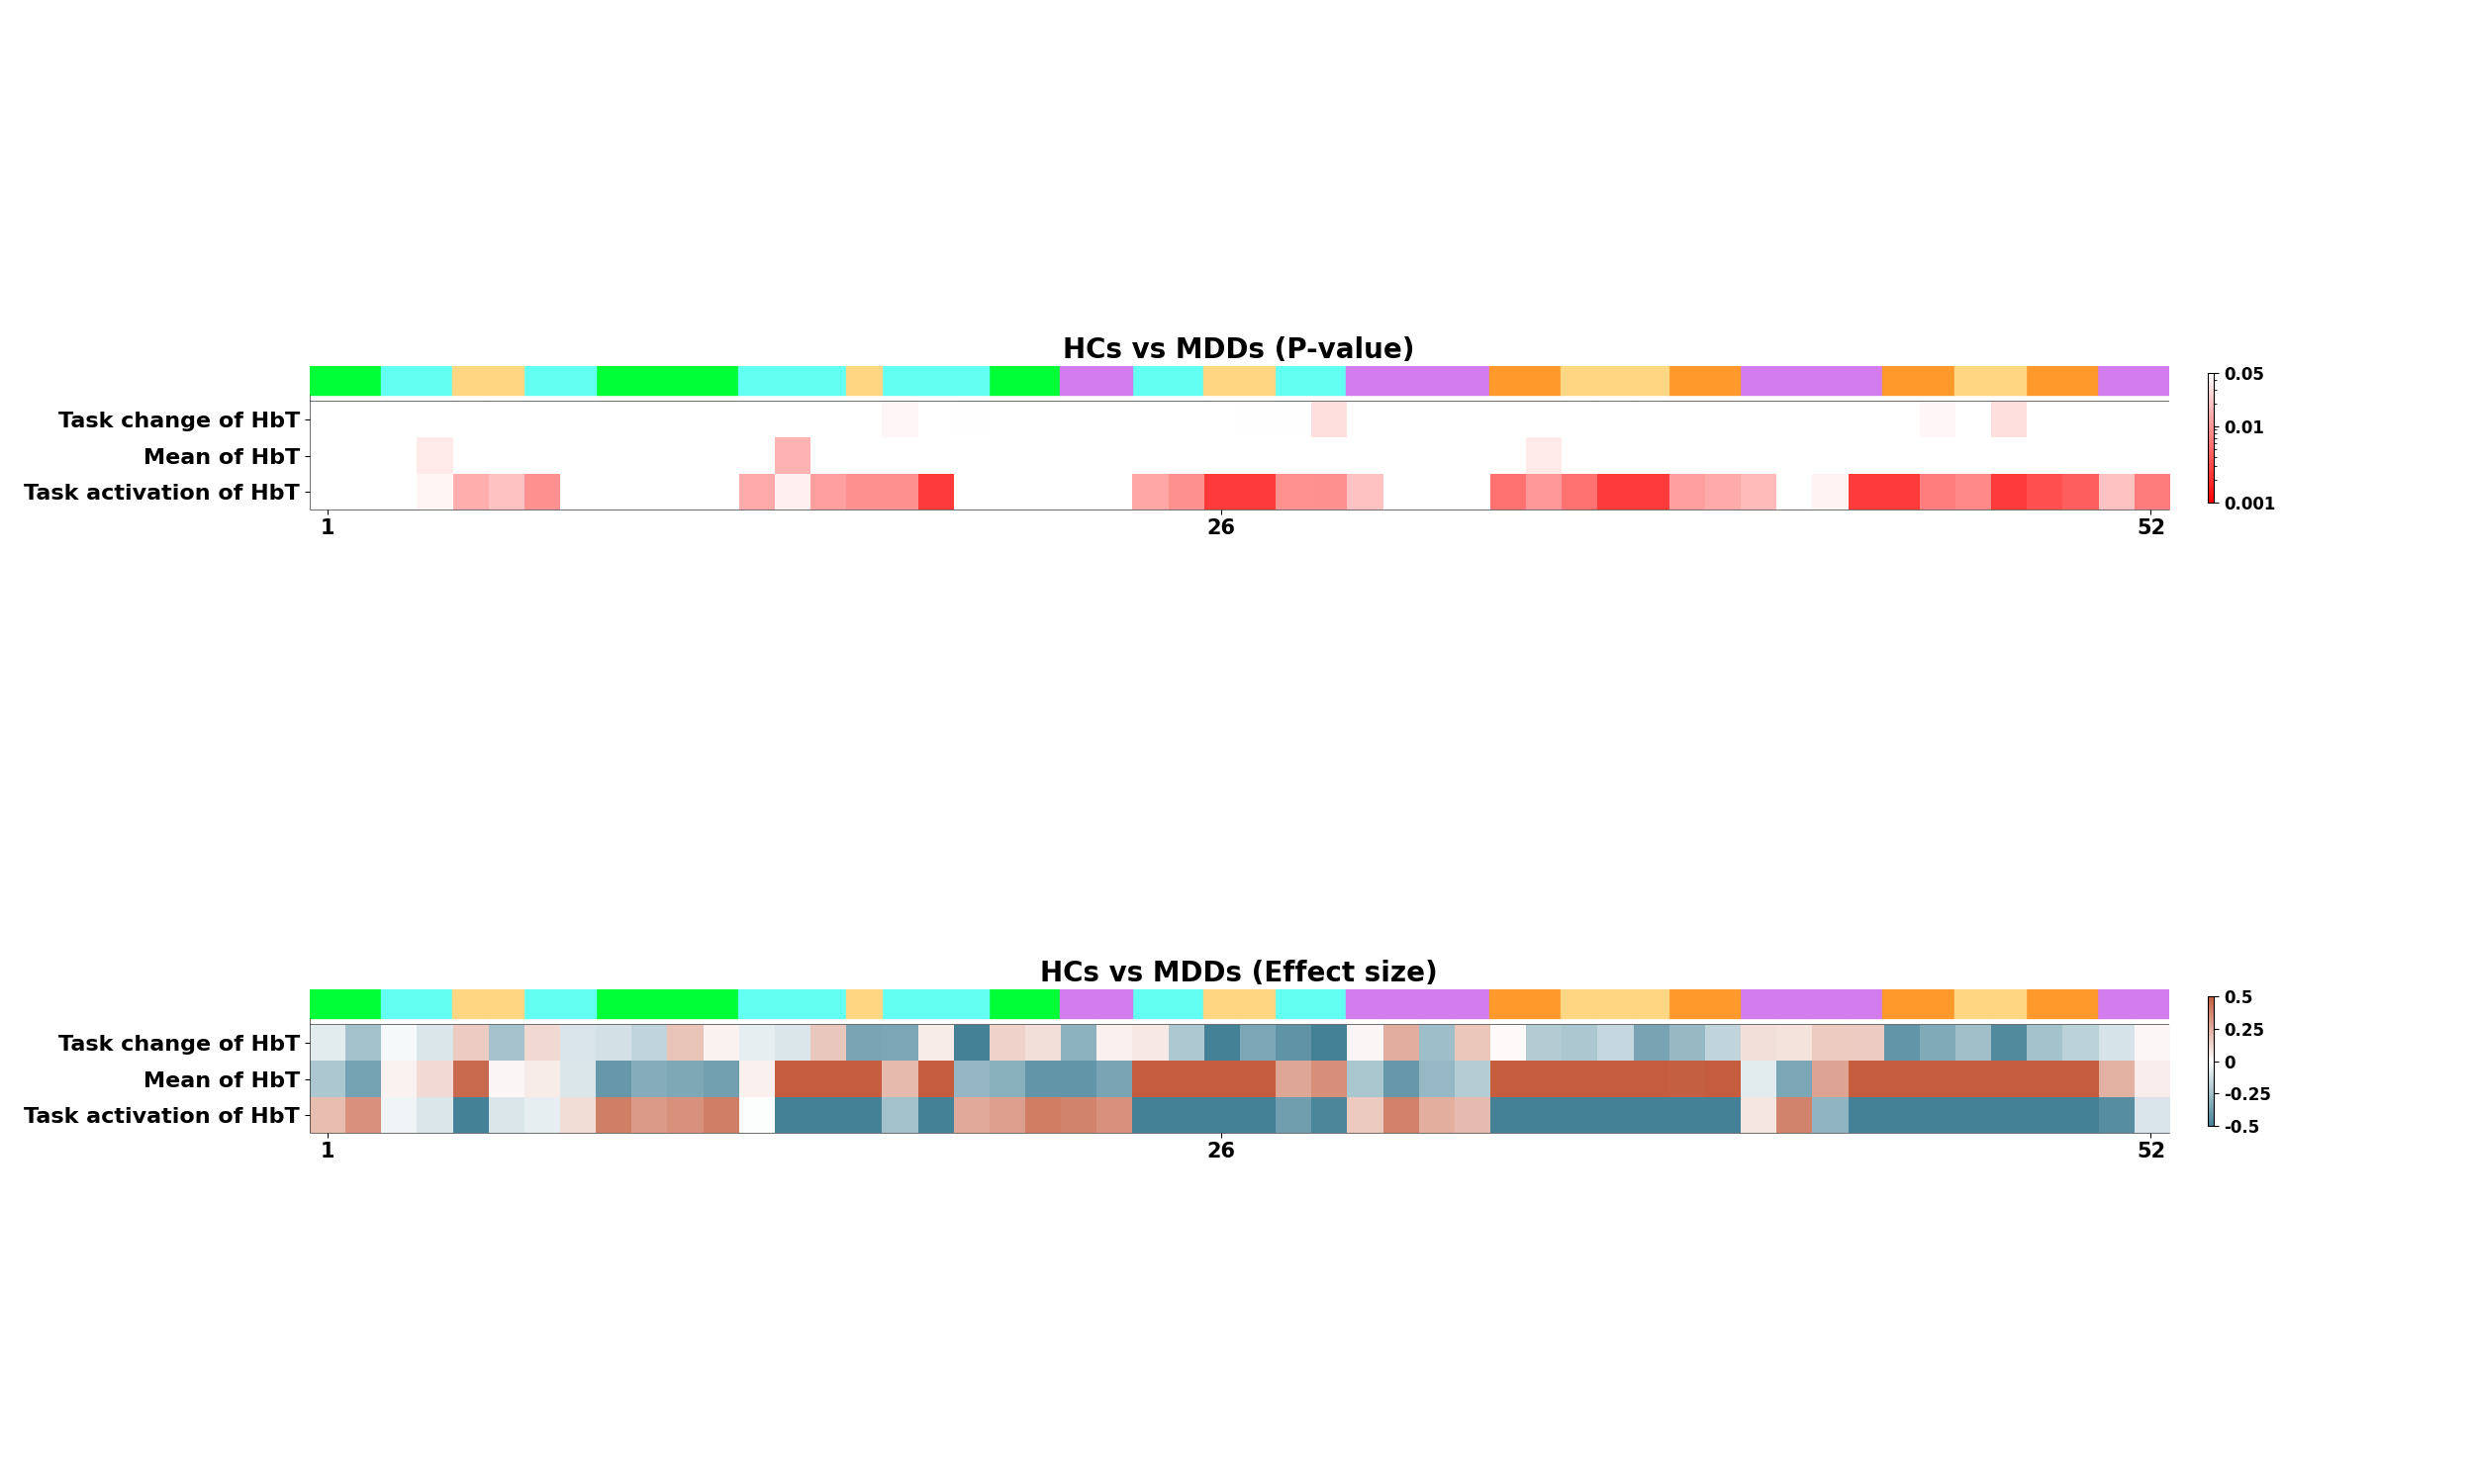 HCs vs MDDs (P-value)
Task change of HbT
Mean of HbT
Task activation of HbT
1 26 52
0.05
0.01
0.001
HCs vs MDDs (Effect size)
Task change of HbT
Mean of HbT
Task activation of HbT
1 26 52
0.5
0.25
0
-0.25
-0.5